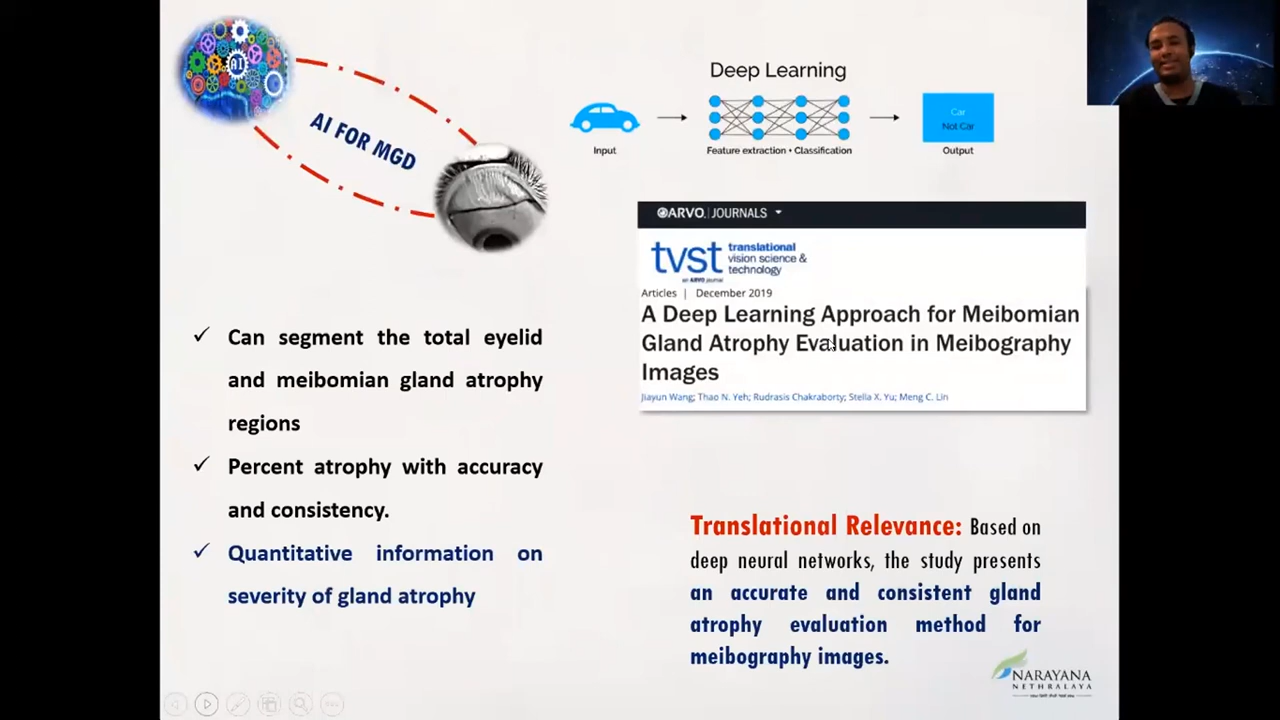 AI
AI FOR MGD
Deep Learning
Input
Feature extraction + Classification
Car
Not Car
Output
ARVO. JOURNALS
tvst translational
vision science &
technology
an ARVO journal
Articles | December 2019
A Deep Learning Approach for Meibomian
Gland Atrophy Evaluation in Meibography
Images
Jiayun Wang; Thao N. Yeh; Rudrasis Chakraborty; Stella X. Yu; Meng C. Lin
✓ Can segment the total eyelid
and meibomian gland atrophy
regions
✓ Percent atrophy with accuracy
and consistency.
✓ Quantitative information on
severity of gland atrophy
Translational Relevance: Based on
deep neural networks, the study presents
an accurate and consistent gland
atrophy evaluation method for
meibography images.
NARAYANA
NETHRALAYA